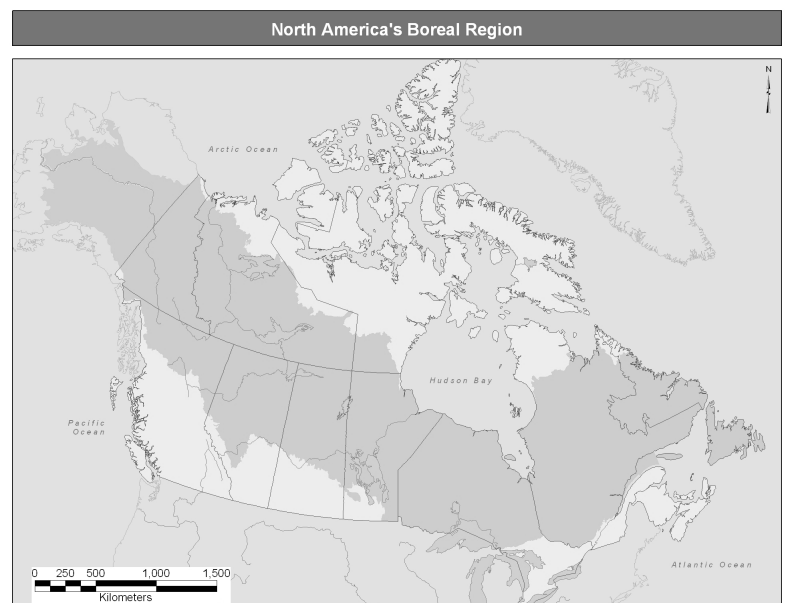 North America's Boreal Region
N
Arctic Ocean
Hudson Bay
Pacific
Ocean
Atlantic Ocean
0 250 500 1,000 1,500
Kilometers